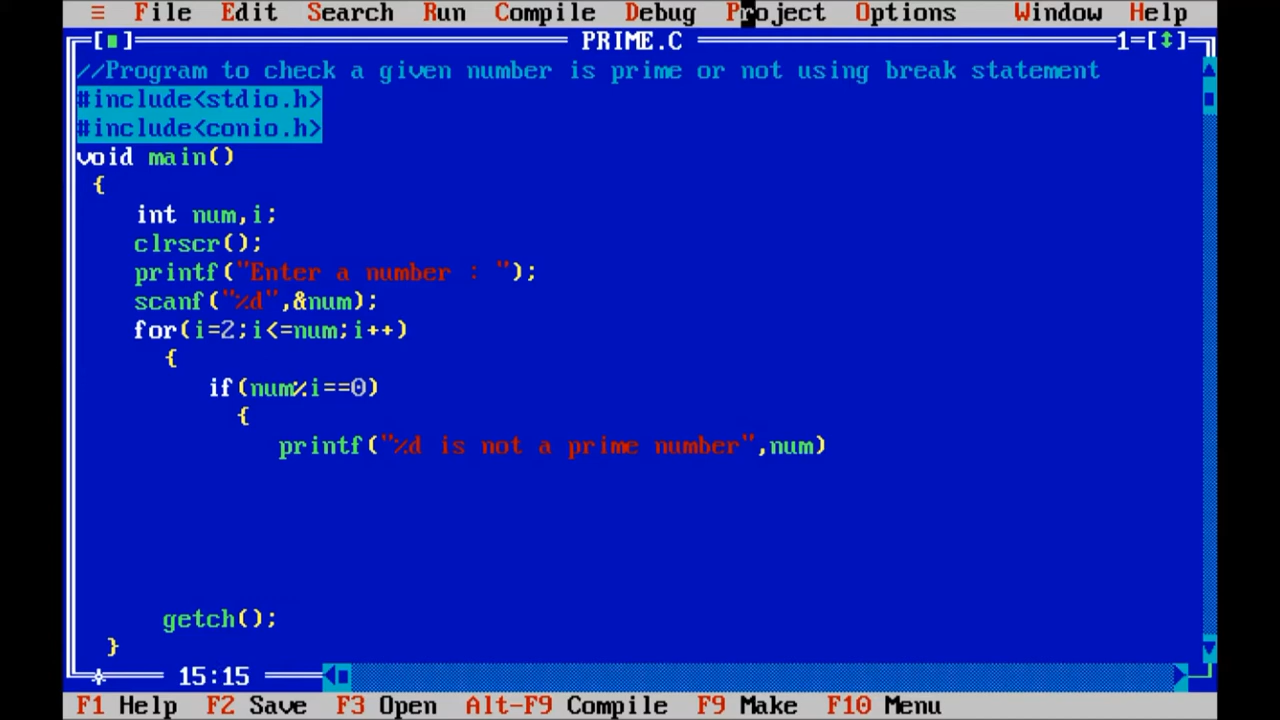 ≡ File Edit Search Run Compile Debug Project Options Window Help
[■] PRIME.C 1=[↕]
//Program to check a given number is prime or not using break statement
#include<stdio.h>
#include<conio.h>
void main()
{
int num,i;
clrscr();
printf("Enter a number : ");
scanf("%d",&num);
for(i=2;i<=num;i++)
{
if(num%i==0)
{
printf("%d is not a prime number",num)
getch();
}
15:15
F1 Help F2 Save F3 Open Alt-F9 Compile F9 Make F10 Menu